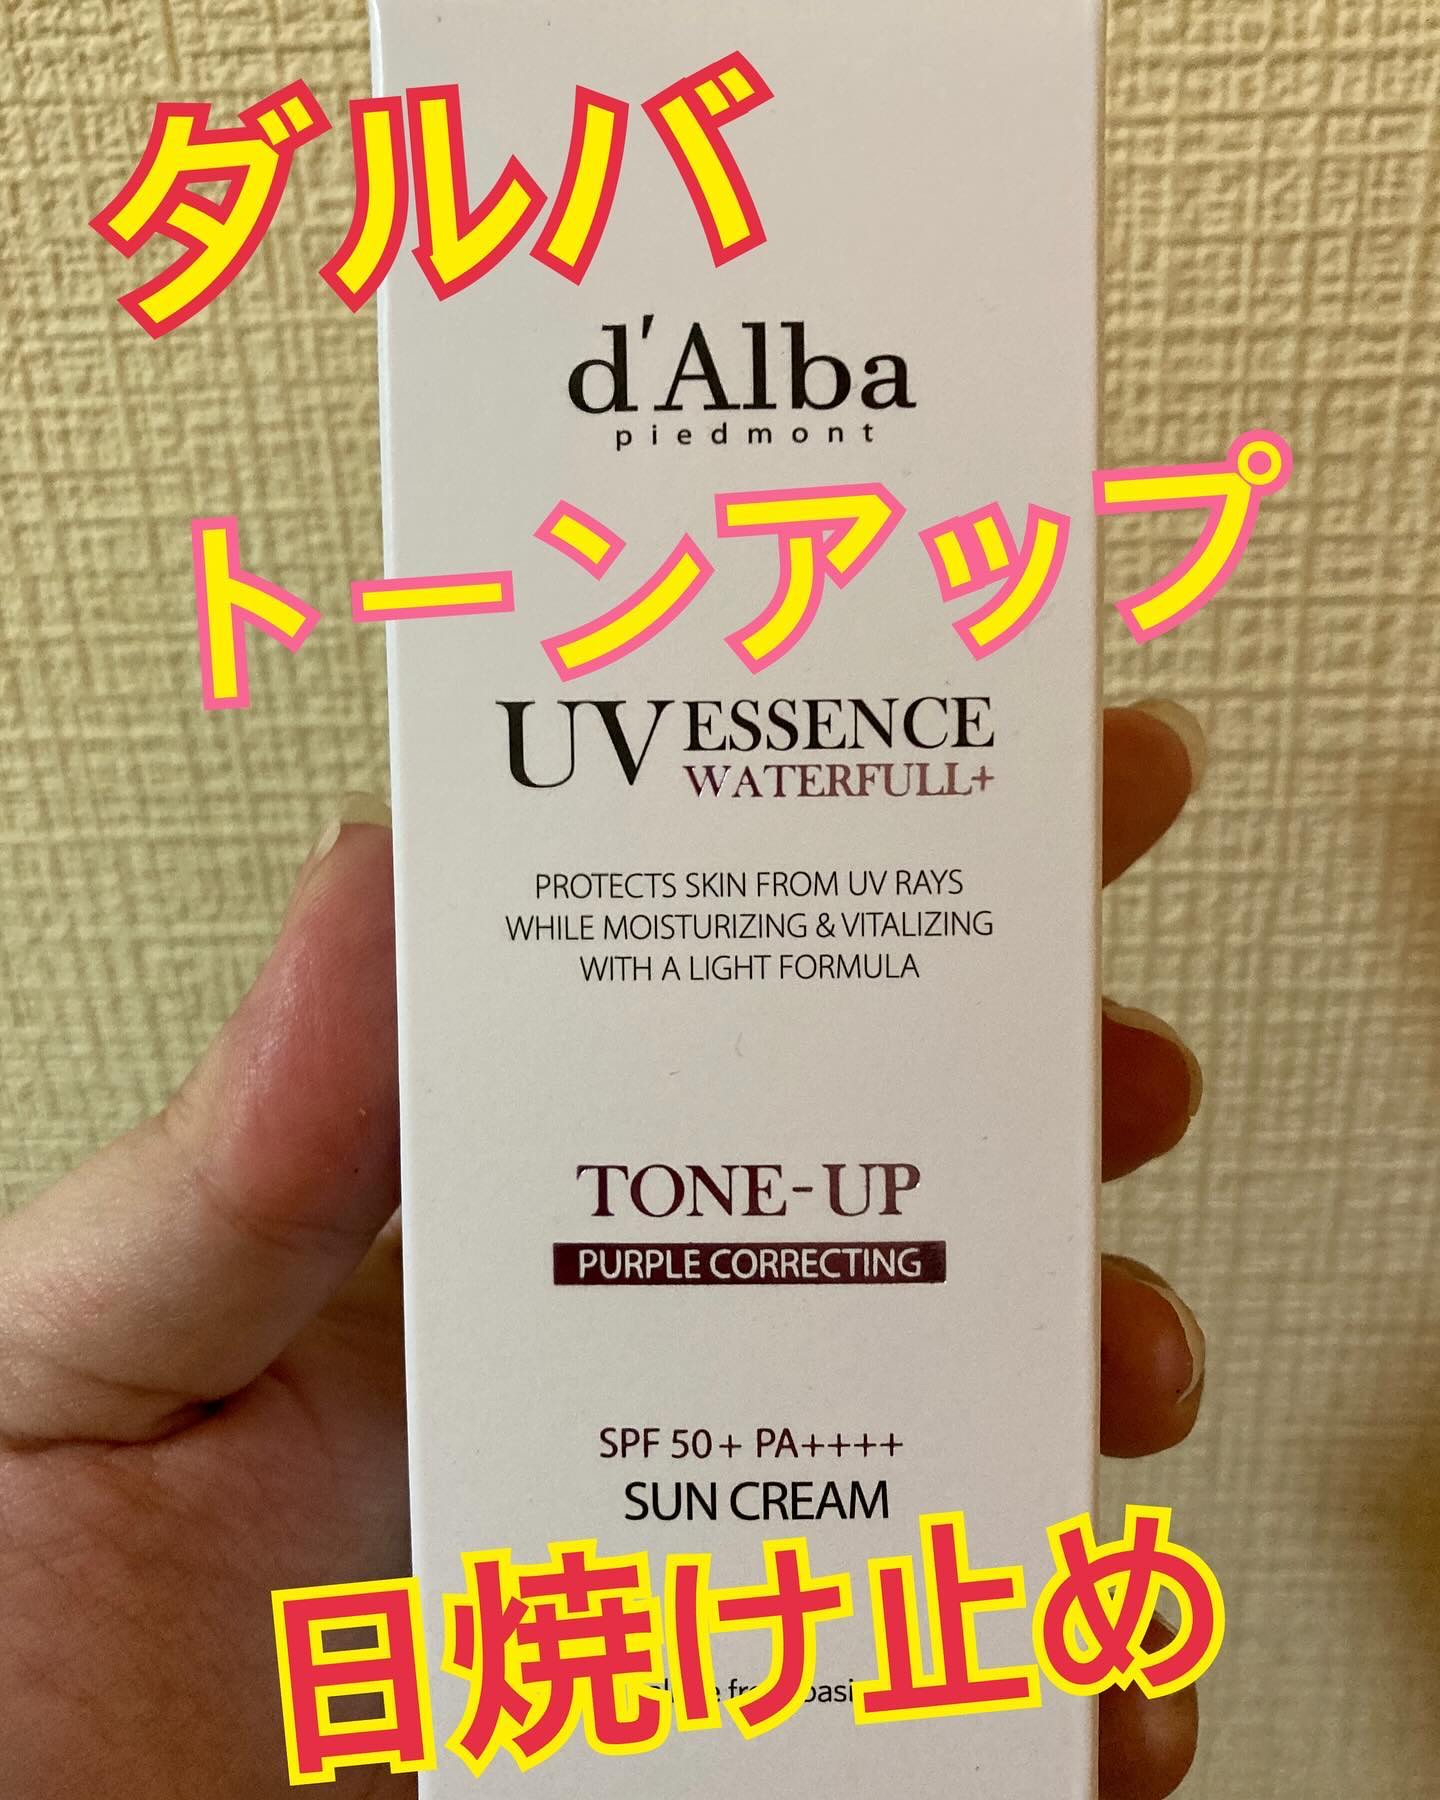 ダルバ
d'Alba
piedmont
トーンアップ
UV ESSENCE
WATERFULL+
PROTECTS SKIN FROM UV RAYS
WHILE MOISTURIZING & VITALIZING
WITH A LIGHT FORMULA
TONE-UP
PURPLE CORRECTING
SPF 50+ PA++++
SUN CREAM
日焼け止め